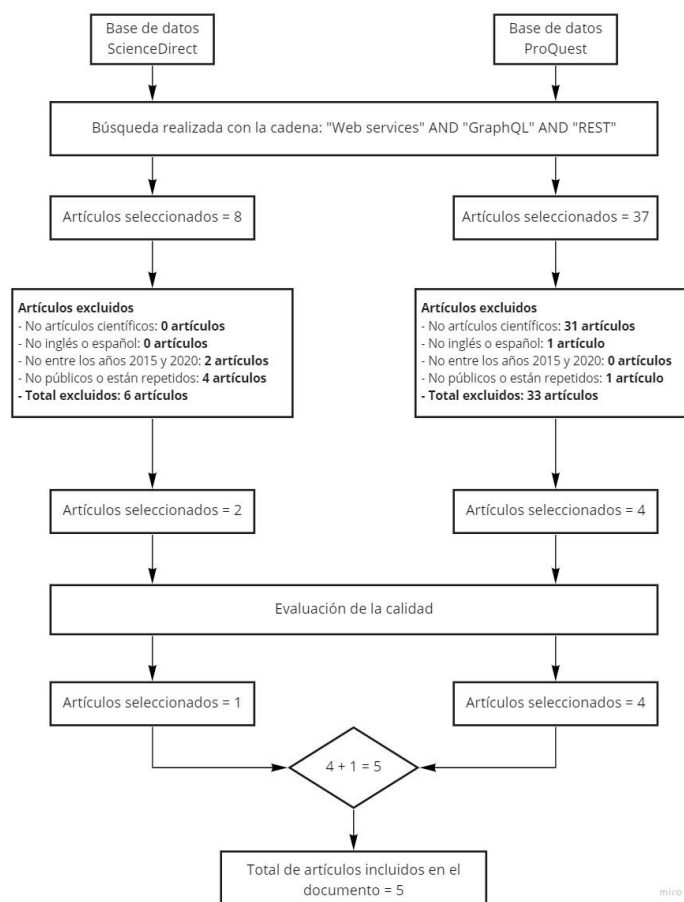 Base de datos
ScienceDirect
Base de datos
ProQuest
Búsqueda realizada con la cadena: "Web services" AND "GraphQL" AND "REST"
Artículos seleccionados = 8
Artículos seleccionados = 37
Artículos excluidos
- No artículos científicos: 0 artículos
- No inglés o español: 0 artículos
- No entre los años 2015 y 2020: 2 artículos
- No públicos o están repetidos: 4 artículos
- Total excluidos: 6 artículos
Artículos excluidos
- No artículos científicos: 31 artículos
- No inglés o español: 1 artículo
- No entre los años 2015 y 2020: 0 artículos
- No públicos o están repetidos: 1 artículo
- Total excluidos: 33 artículos
Artículos seleccionados = 2
Artículos seleccionados = 4
Evaluación de la calidad
Artículos seleccionados = 1
Artículos seleccionados = 4
4 + 1 = 5
Total de artículos incluidos en el
documento = 5
miro